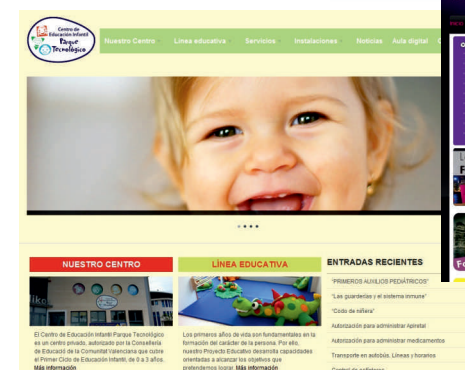 Centro de
Educación Infantil
Parque
Tecnológico
Nuestro Centro
Línea educativa
Servicios
Instalaciones
Noticias
Aula digital
NUESTRO CENTRO
El Centro de Educación Infantil Parque Tecnológico
es un centro privado, autorizado por la Conselleria
de Educació de la Comunitat Valenciana que cubre
el Primer Ciclo de Educación Infantil, de 0 a 3 años.
Más información
LÍNEA EDUCATIVA
Los primeros años de vida son fundamentales en la
formación del carácter de la persona. Por ello,
nuestro Proyecto Educativo desarrolla capacidades
orientadas a alcanzar los objetivos que
pretendemos lograr. Más información
ENTRADAS RECIENTES
"PRIMEROS AUXILIOS PEDIÁTRICOS"
"Las guarderías y el sistema inmune"
"Codo de niñera"
Autorización para administrar Apiretal
Autorización para administrar medicamentos
Transporte en autobús. Líneas y horarios